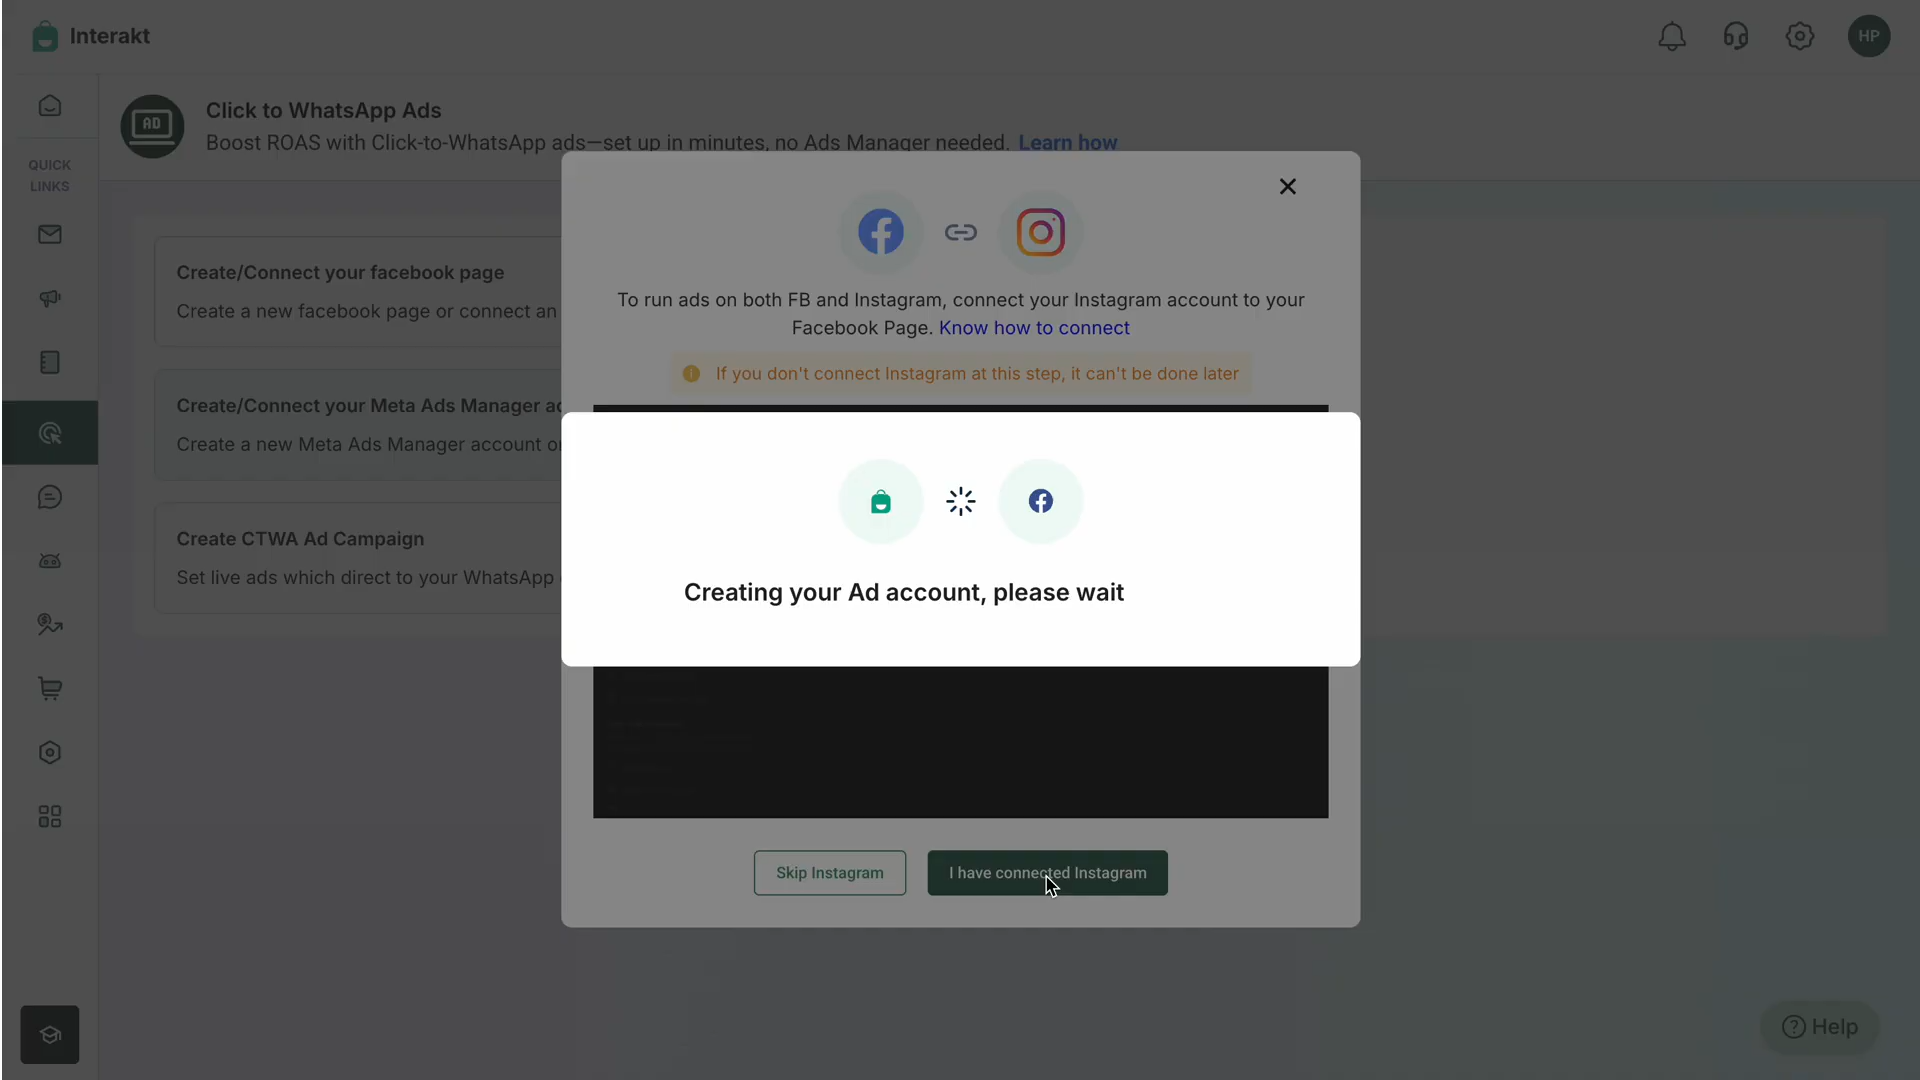 Interakt
HP
AD
Click to WhatsApp Ads
Boost ROAS with Click-to-WhatsApp ads—set up in minutes, no Ads Manager needed. Learn how
QUICK
LINKS
Create/Connect your facebook page
Create a new facebook page or connect an
Create/Connect your Meta Ads Manager
Create a new Meta Ads Manager account
Create CTWA Ad Campaign
Set live ads which direct to your WhatsApp
To run ads on both FB and Instagram, connect your Instagram account to your
Facebook Page. Know how to connect
If you don't connect Instagram at this step, it can't be done later
Creating your Ad account, please wait
Skip Instagram
I have connected Instagram
Help